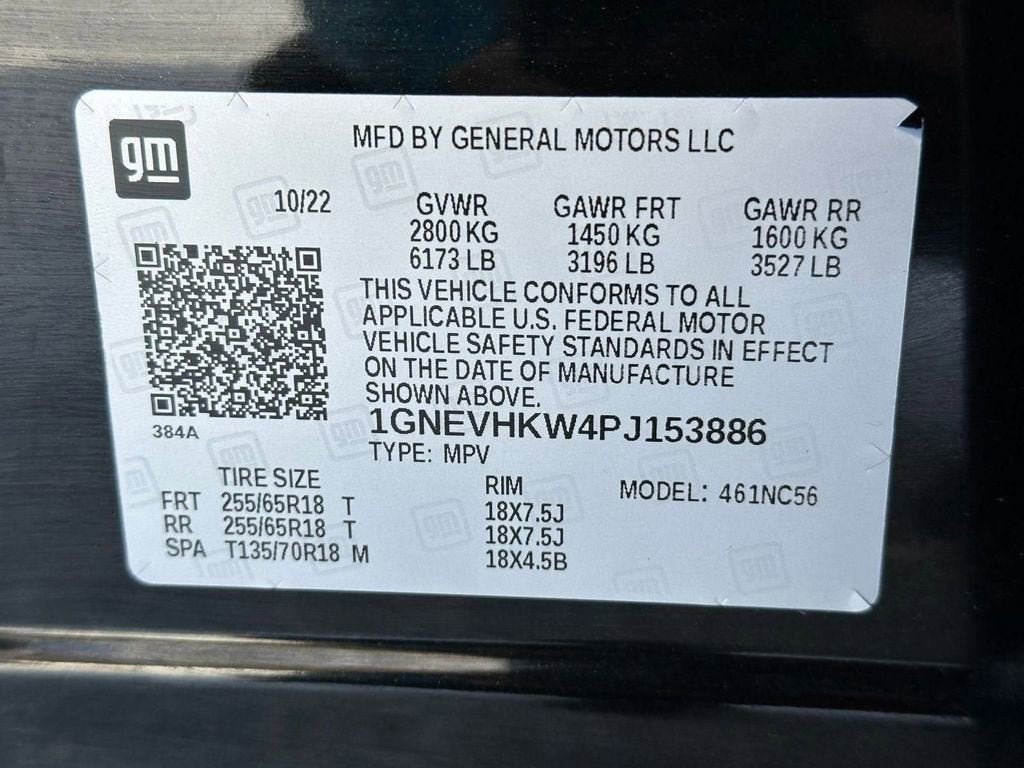 gm
MFD BY GENERAL MOTORS LLC
10/22 GVWR GAWR FRT GAWR RR
2800 KG 1450 KG 1600 KG
6173 LB 3196 LB 3527 LB
THIS VEHICLE CONFORMS TO ALL
APPLICABLE U.S. FEDERAL MOTOR
VEHICLE SAFETY STANDARDS IN EFFECT
ON THE DATE OF MANUFACTURE
SHOWN ABOVE.
384A
1GNEVHKW4PJ153886
TYPE: MPV
TIRE SIZE RIM MODEL: 461NC56
FRT 255/65R18 T 18X7.5J
RR 255/65R18 T 18X7.5J
SPA T135/70R18 M 18X4.5B